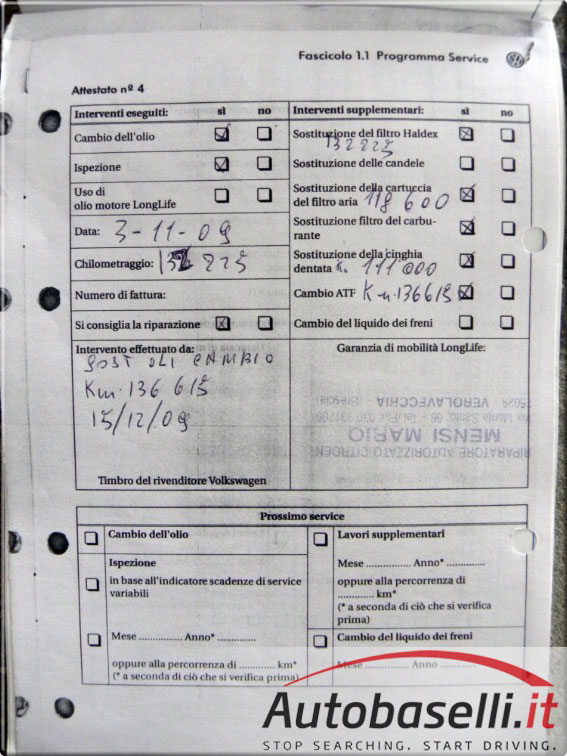 Fascicolo 1.1 Programma Service
Attestato nº 4
Interventi eseguiti: sì no
Cambio dell'olio
Ispezione
Uso di
olio motore LongLife
Data: 3-11-09
Chilometraggio: 132225
Numero di fattura:
Si consiglia la riparazione
Intervento effettuato da:
SOST OLI CAMBIO
Km. 136 615
15/12/09
Timbro del rivenditore Volkswagen
Interventi supplementari: sì no
Sostituzione del filtro Haldex
132225
Sostituzione delle candele
Sostituzione della cartuccia
del filtro aria 118 600
Sostituzione filtro del carbu-
rante
Sostituzione della cinghia
dentata K. 111000
Cambio ATF Km.136615
Cambio del liquido dei freni
Garanzia di mobilità LongLife:
RIPARATORE AUTORIZZATO CITROËN
MENSI MARIO
VEROLAVECCHIA (Brescia)
Prossimo service
Cambio dell'olio
Ispezione
in base all'indicatore scadenze di service
variabili
Mese .............. Anno* ..............
oppure alla percorrenza di ............ km*
(* a seconda di ciò che si verifica prima)
Lavori supplementari
Mese .............. Anno* ..............
oppure alla percorrenza di
............ km*
(* a seconda di ciò che si verifica
prima)
Cambio del liquido dei freni
Mese .............. Anno ..............
Autobaselli.it
STOP SEARCHING. START DRIVING.